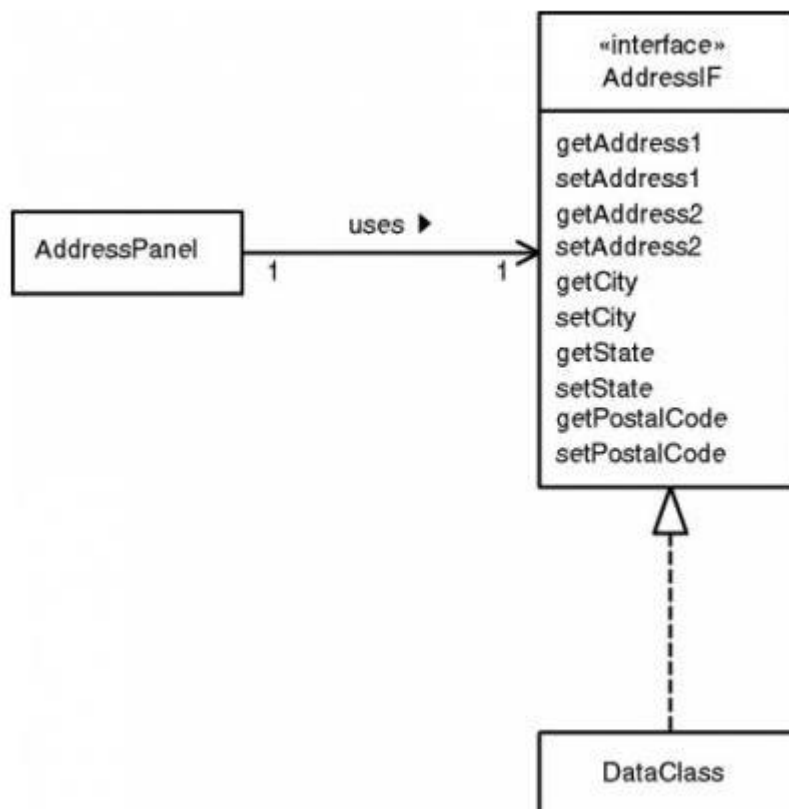 «interface»
AddressIF
getAddress1
setAddress1
getAddress2
setAddress2
getCity
setCity
getState
setState
getPostalCode
setPostalCode
AddressPanel
uses
1
1
DataClass